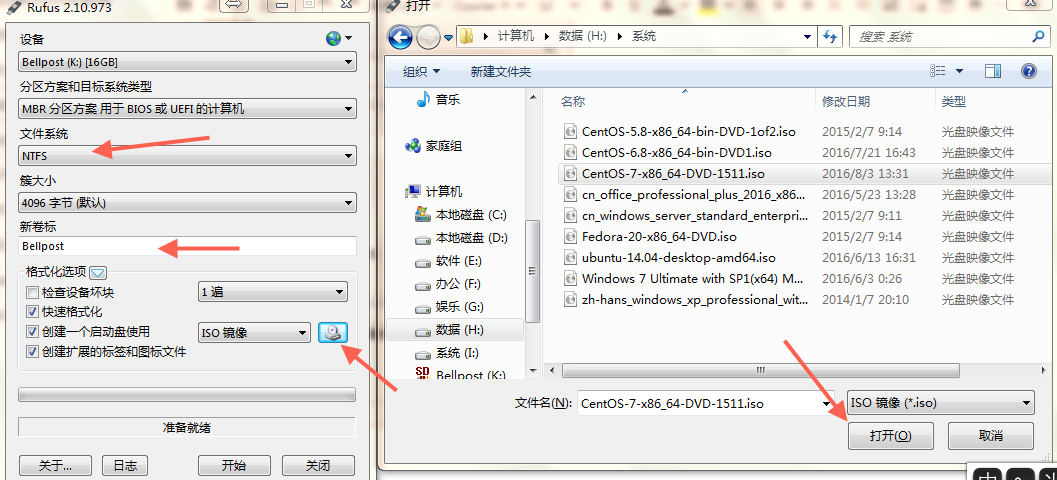 Rufus 2.10.973
设备
Bellpost (K:) [16GB]
分区方案和目标系统类型
MBR 分区方案 用于 BIOS 或 UEFI 的计算机
文件系统
NTFS
簇大小
4096 字节 (默认)
新卷标
Bellpost
格式化选项
检查设备坏块
1 遍
快速格式化
创建一个启动盘使用
ISO 镜像
创建扩展的标签和图标文件
准备就绪
关于...
日志
开始
关闭
打开
计算机
数据 (H:)
系统
搜索 系统
组织
新建文件夹
音乐
家庭组
计算机
本地磁盘 (C:)
本地磁盘 (D:)
软件 (E:)
办公 (F:)
娱乐 (G:)
数据 (H:)
系统 (I:)
Bellpost (K:)
名称 修改日期 类型
CentOS-5.8-x86_64-bin-DVD-1of2.iso 2015/2/7 9:14 光盘映像文件
CentOS-6.8-x86_64-bin-DVD1.iso 2016/7/21 16:43 光盘映像文件
CentOS-7-x86_64-DVD-1511.iso 2016/8/3 13:31 光盘映像文件
cn_office_professional_plus_2016_x86... 2016/5/23 13:28 光盘映像文件
cn_windows_server_standard_enterpri... 2015/2/7 9:11 光盘映像文件
Fedora-20-x86_64-DVD.iso 2015/2/7 9:14 光盘映像文件
ubuntu-14.04-desktop-amd64.iso 2016/6/13 16:31 光盘映像文件
Windows 7 Ultimate with SP1(x64) M... 2016/6/3 0:26 光盘映像文件
zh-hans_windows_xp_professional_wit... 2014/1/7 20:10 光盘映像文件
文件名(N):
CentOS-7-x86_64-DVD-1511.iso
ISO 镜像 (*.iso)
打开(O)
取消